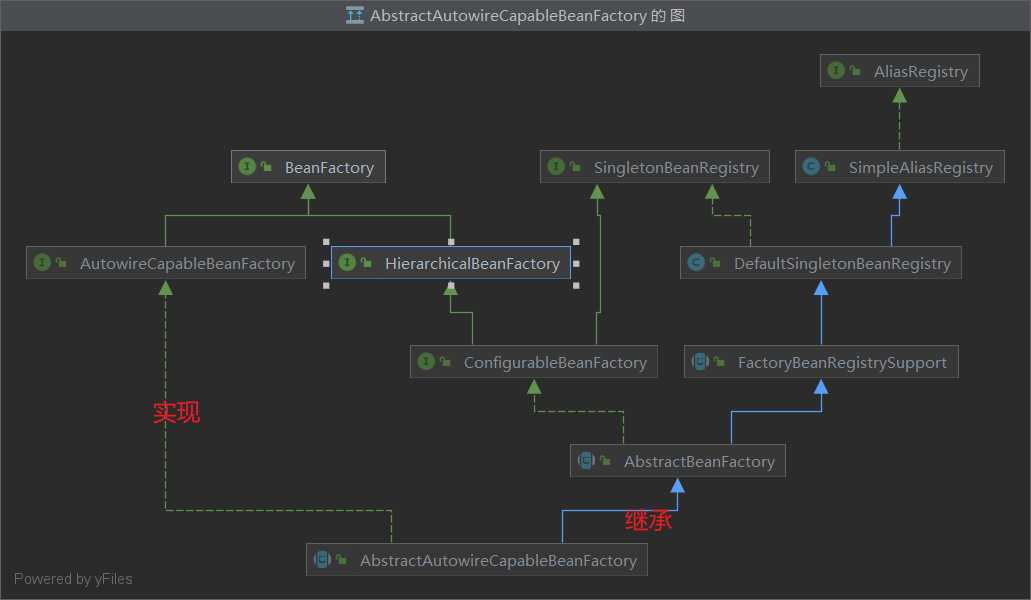 AbstractAutowireCapableBeanFactory 的图
AliasRegistry
BeanFactory
SingletonBeanRegistry
SimpleAliasRegistry
AutowireCapableBeanFactory
HierarchicalBeanFactory
DefaultSingletonBeanRegistry
ConfigurableBeanFactory
FactoryBeanRegistrySupport
实现
AbstractBeanFactory
继承
AbstractAutowireCapableBeanFactory
Powered by yFiles